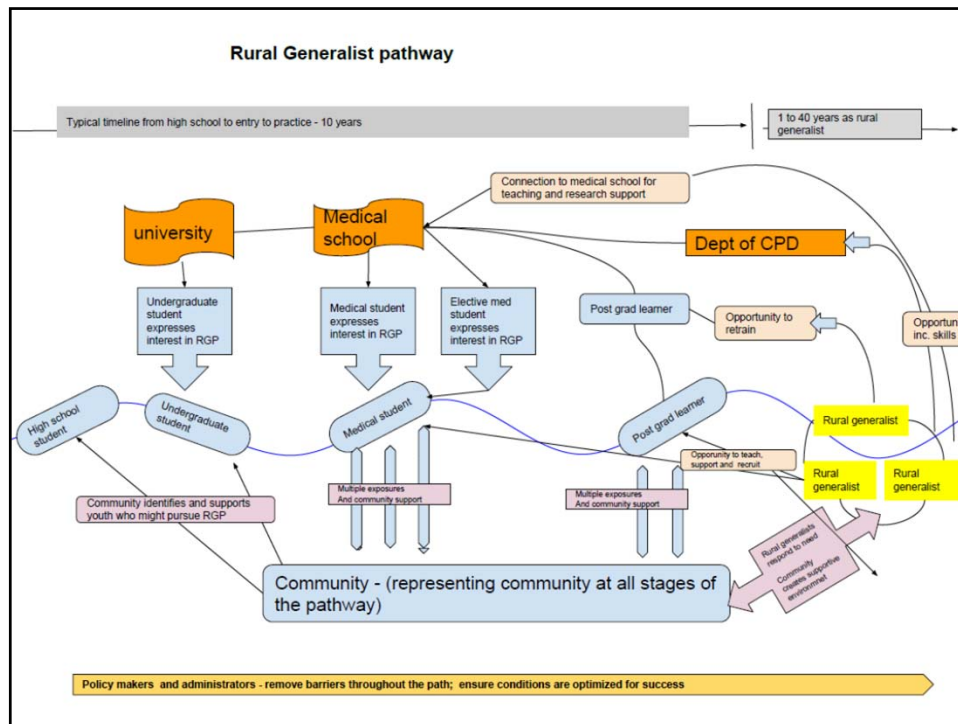 Rural Generalist pathway
Typical timeline from high school to entry to practice - 10 years
1 to 40 years as rural
generalist
Connection to medical school for
teaching and research support
university
Medical
school
Dept of CPD
Undergraduate
student
expresses
interest in RGP
Medical student
expresses
interest in RGP
Elective med
student
expresses
interest in RGP
Post grad learner
Opportunity to
retrain
Opportuni
inc. skills
High school
student
Undergraduate
student
Medical student
Post grad learner
Rural generalist
Rural
generalist
Rural
generalist
Opporunity to teach,
support and recruit
Community identifies and supports
youth who might pursue RGP
Multiple exposures
And community support
Multiple exposures
And community support
Rural generalists
respond to need
Community
creates supportive
environmnet
Community - (representing community at all stages of
the pathway)
Policy makers and administrators - remove barriers throughout the path; ensure conditions are optimized for success